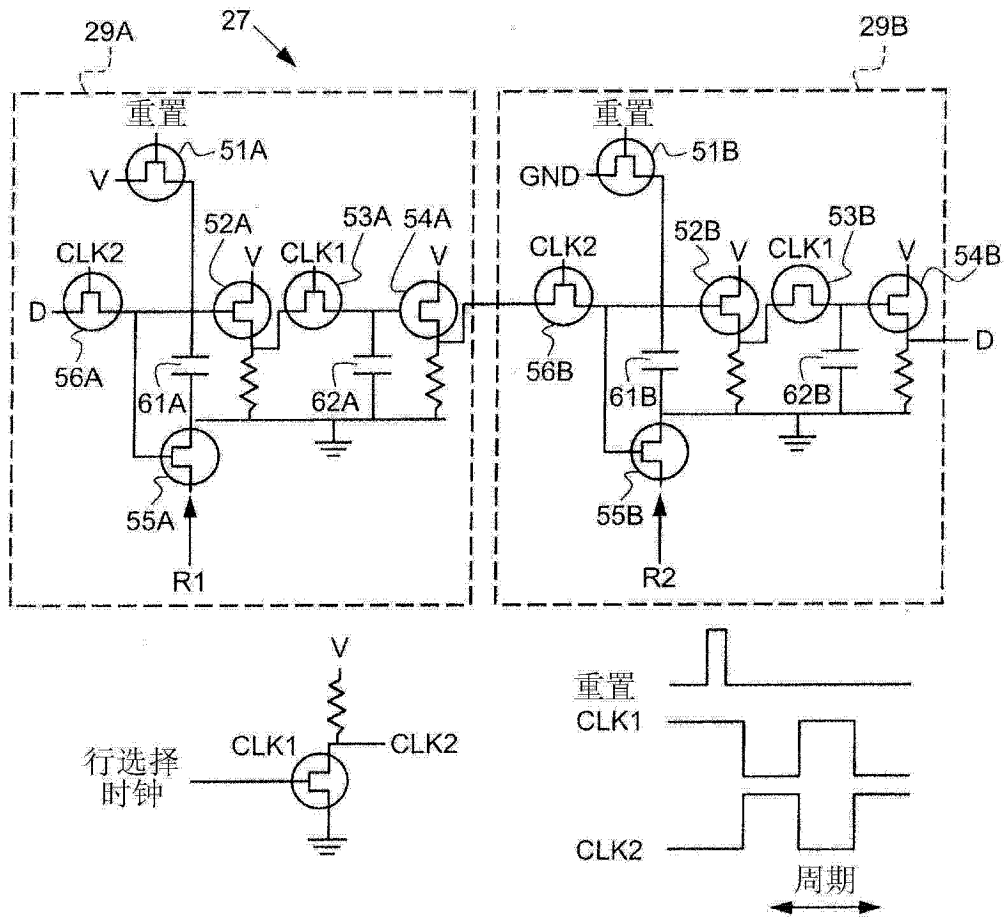 27
29A
29B
重置
51A
V
52A
53A
54A
CLK2
CLK1
V
V
D
56A
61A
62A
55A
R1
重置
51B
GND
52B
53B
CLK2
V
CLK1
V
54B
56B
61B
62B
D
55B
R2
V
CLK1
CLK2
行选择
时钟
重置
CLK1
CLK2
周期